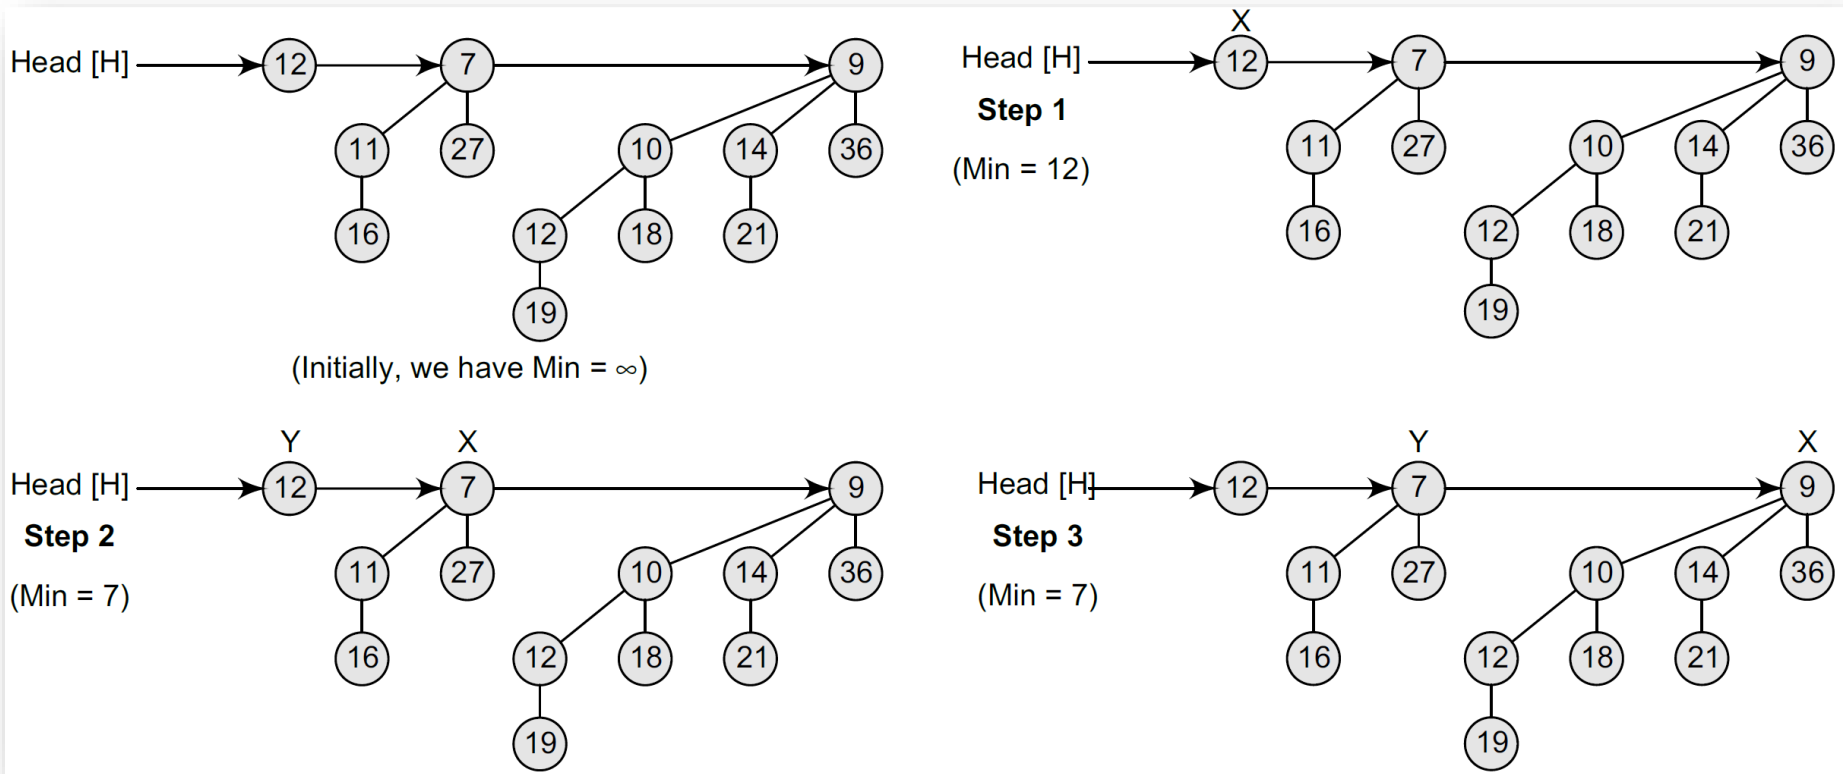 Head [H] 12 7 9
11 27 10 14 36
16 12 18 21
19
(Initially, we have Min = ∞)
X
Head [H] 12 7 9
Step 1
11 27 10 14 36
(Min = 12)
16 12 18 21
19
Y X
Head [H] 12 7 9
Step 2
11 27 10 14 36
(Min = 7)
16 12 18 21
19
Y X
Head [H] 12 7 9
Step 3
11 27 10 14 36
(Min = 7)
16 12 18 21
19